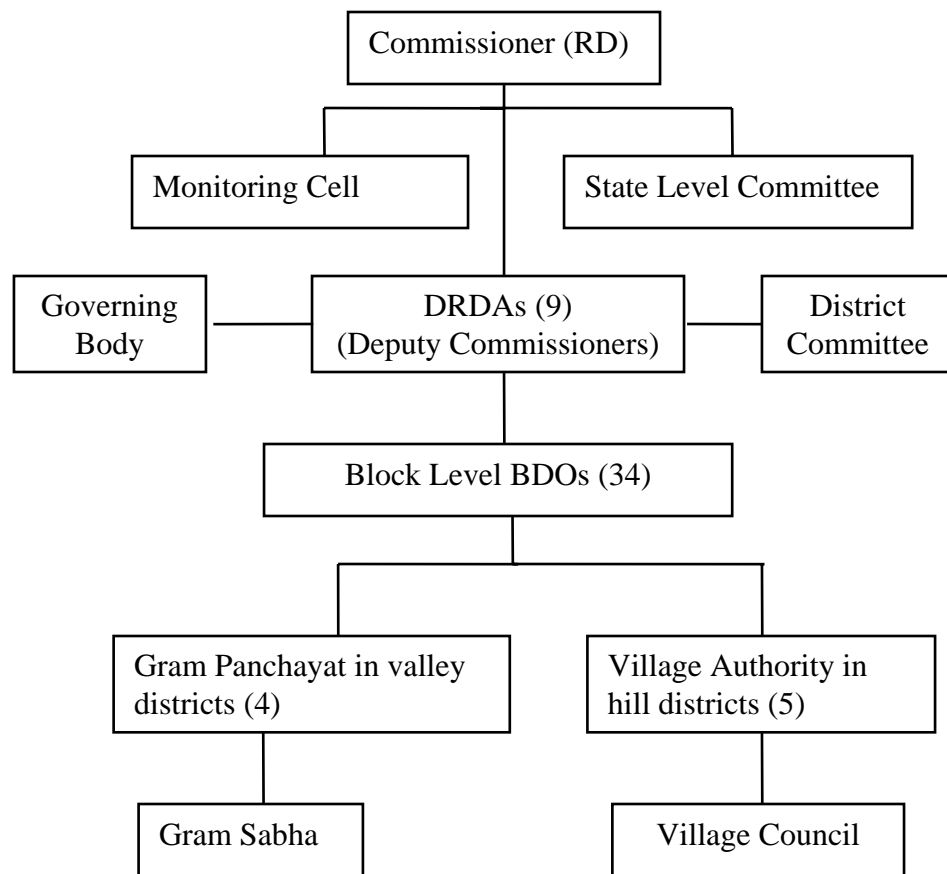 Commissioner (RD)
Monitoring Cell
State Level Committee
Governing
Body
DRDAs (9)
(Deputy Commissioners)
District
Committee
Block Level BDOs (34)
Gram Panchayat in valley
districts (4)
Village Authority in
hill districts (5)
Gram Sabha
Village Council